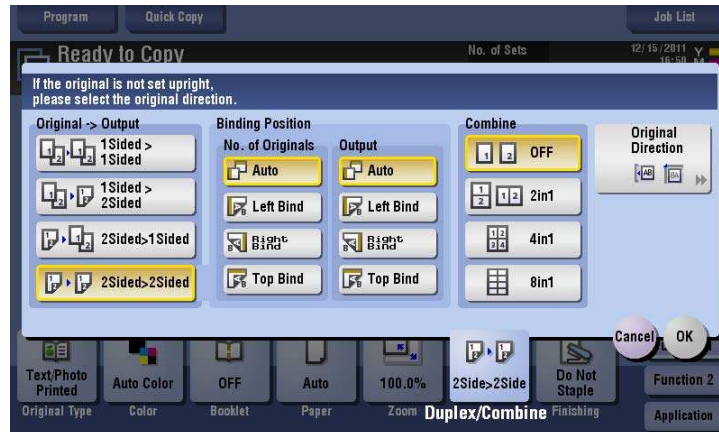 Program
Quick Copy
Job List
Ready to Copy
No. of Sets
12/15/2011
16:50
Y
M
If the original is not set upright,
please select the original direction.
Original -> Output
1Sided >
1Sided
1Sided >
2Sided
2Sided>1Sided
2Sided>2Sided
Binding Position
No. of Originals
Auto
Left Bind
Right
Bind
Top Bind
Output
Auto
Left Bind
Right
Bind
Top Bind
Combine
OFF
2in1
4in1
8in1
Original
Direction
Cancel
OK
Text/Photo
Printed
Auto Color
OFF
Auto
100.0%
2Side>2Side
Do Not
Staple
Function 2
Original Type
Color
Booklet
Paper
Zoom
Duplex/Combine
Finishing
Application